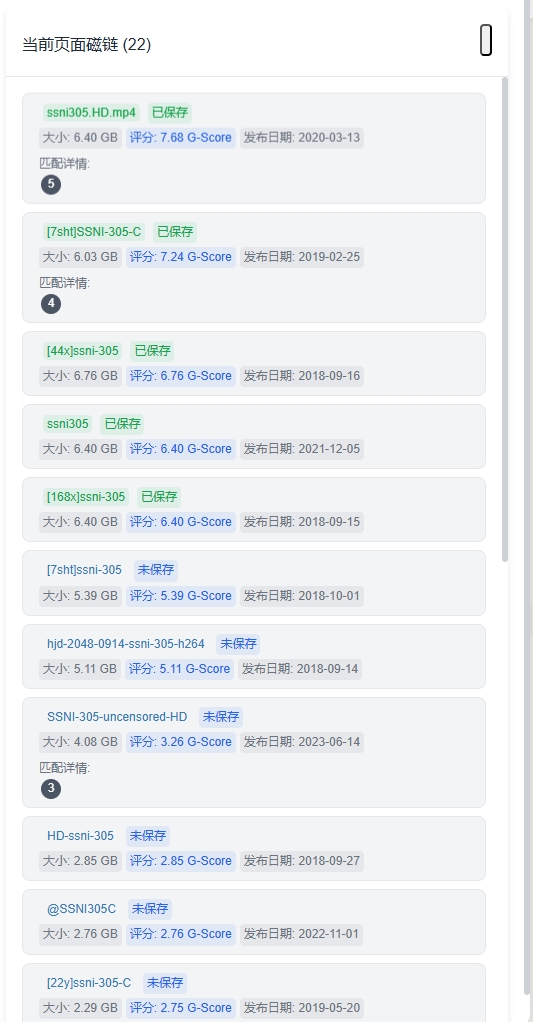 当前页面磁链 (22)
ssni305.HD.mp4 已保存
大小: 6.40 GB 评分: 7.68 G-Score 发布日期: 2020-03-13
匹配详情:
5
[7sht]SSNI-305-C 已保存
大小: 6.03 GB 评分: 7.24 G-Score 发布日期: 2019-02-25
匹配详情:
4
[44x]ssni-305 已保存
大小: 6.76 GB 评分: 6.76 G-Score 发布日期: 2018-09-16
ssni305 已保存
大小: 6.40 GB 评分: 6.40 G-Score 发布日期: 2021-12-05
[168x]ssni-305 已保存
大小: 6.40 GB 评分: 6.40 G-Score 发布日期: 2018-09-15
[7sht]ssni-305 未保存
大小: 5.39 GB 评分: 5.39 G-Score 发布日期: 2018-10-01
hjd-2048-0914-ssni-305-h264 未保存
大小: 5.11 GB 评分: 5.11 G-Score 发布日期: 2018-09-14
SSNI-305-uncensored-HD 未保存
大小: 4.08 GB 评分: 3.26 G-Score 发布日期: 2023-06-14
匹配详情:
3
HD-ssni-305 未保存
大小: 2.85 GB 评分: 2.85 G-Score 发布日期: 2018-09-27
@SSNI305C 未保存
大小: 2.76 GB 评分: 2.76 G-Score 发布日期: 2022-11-01
[22y]ssni-305-C 未保存
大小: 2.29 GB 评分: 2.75 G-Score 发布日期: 2019-05-20